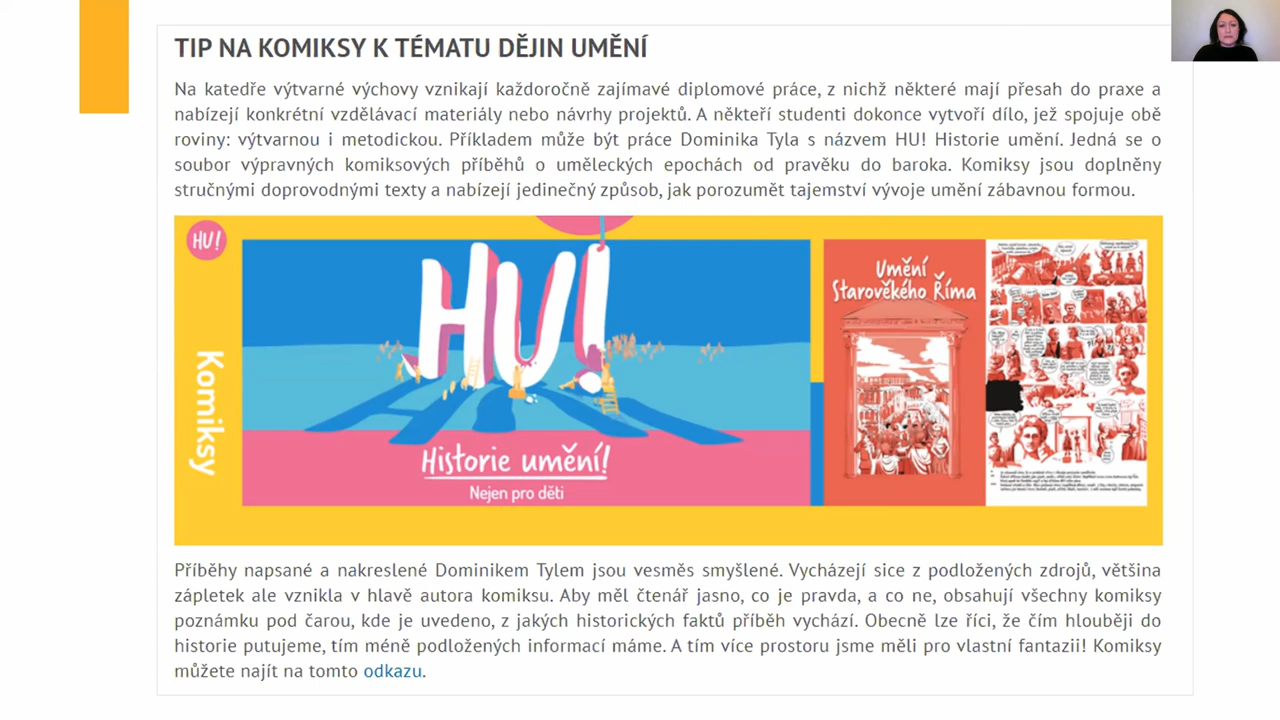 TIP NA KOMIKSY K TÉMATU DĚJIN UMĚNÍ
Na katedře výtvarné výchovy vznikají každoročně zajímavé diplomové práce, z nichž některé mají přesah do praxe a
nabízejí konkrétní vzdělávací materiály nebo návrhy projektů. A někteří studenti dokonce vytvoří dílo, jež spojuje obě
roviny: výtvarnou i metodickou. Příkladem může být práce Dominika Tyla s názvem HU! Historie umění. Jedná se o
soubor výpravných komiksových příběhů o uměleckých epochách od pravěku do baroka. Komiksy jsou doplněny
stručnými doprovodnými texty a nabízejí jedinečný způsob, jak porozumět tajemství vývoje umění zábavnou formou.
HU!
Komiksy
HU!
Historie umění!
Nejen pro děti
Umění
Starověkého Říma
Příběhy napsané a nakreslené Dominikem Tylem jsou vesměs smyšlené. Vycházejí sice z podložených zdrojů, většina
zápletek ale vznikla v hlavě autora komiksu. Aby měl čtenář jasno, co je pravda, a co ne, obsahují všechny komiksy
poznámku pod čarou, kde je uvedeno, z jakých historických faktů příběh vychází. Obecně lze říci, že čím hlouběji do
historie putujeme, tím méně podložených informací máme. A tím více prostoru jsme měli pro vlastní fantazii! Komiksy
můžete najít na tomto odkazu.